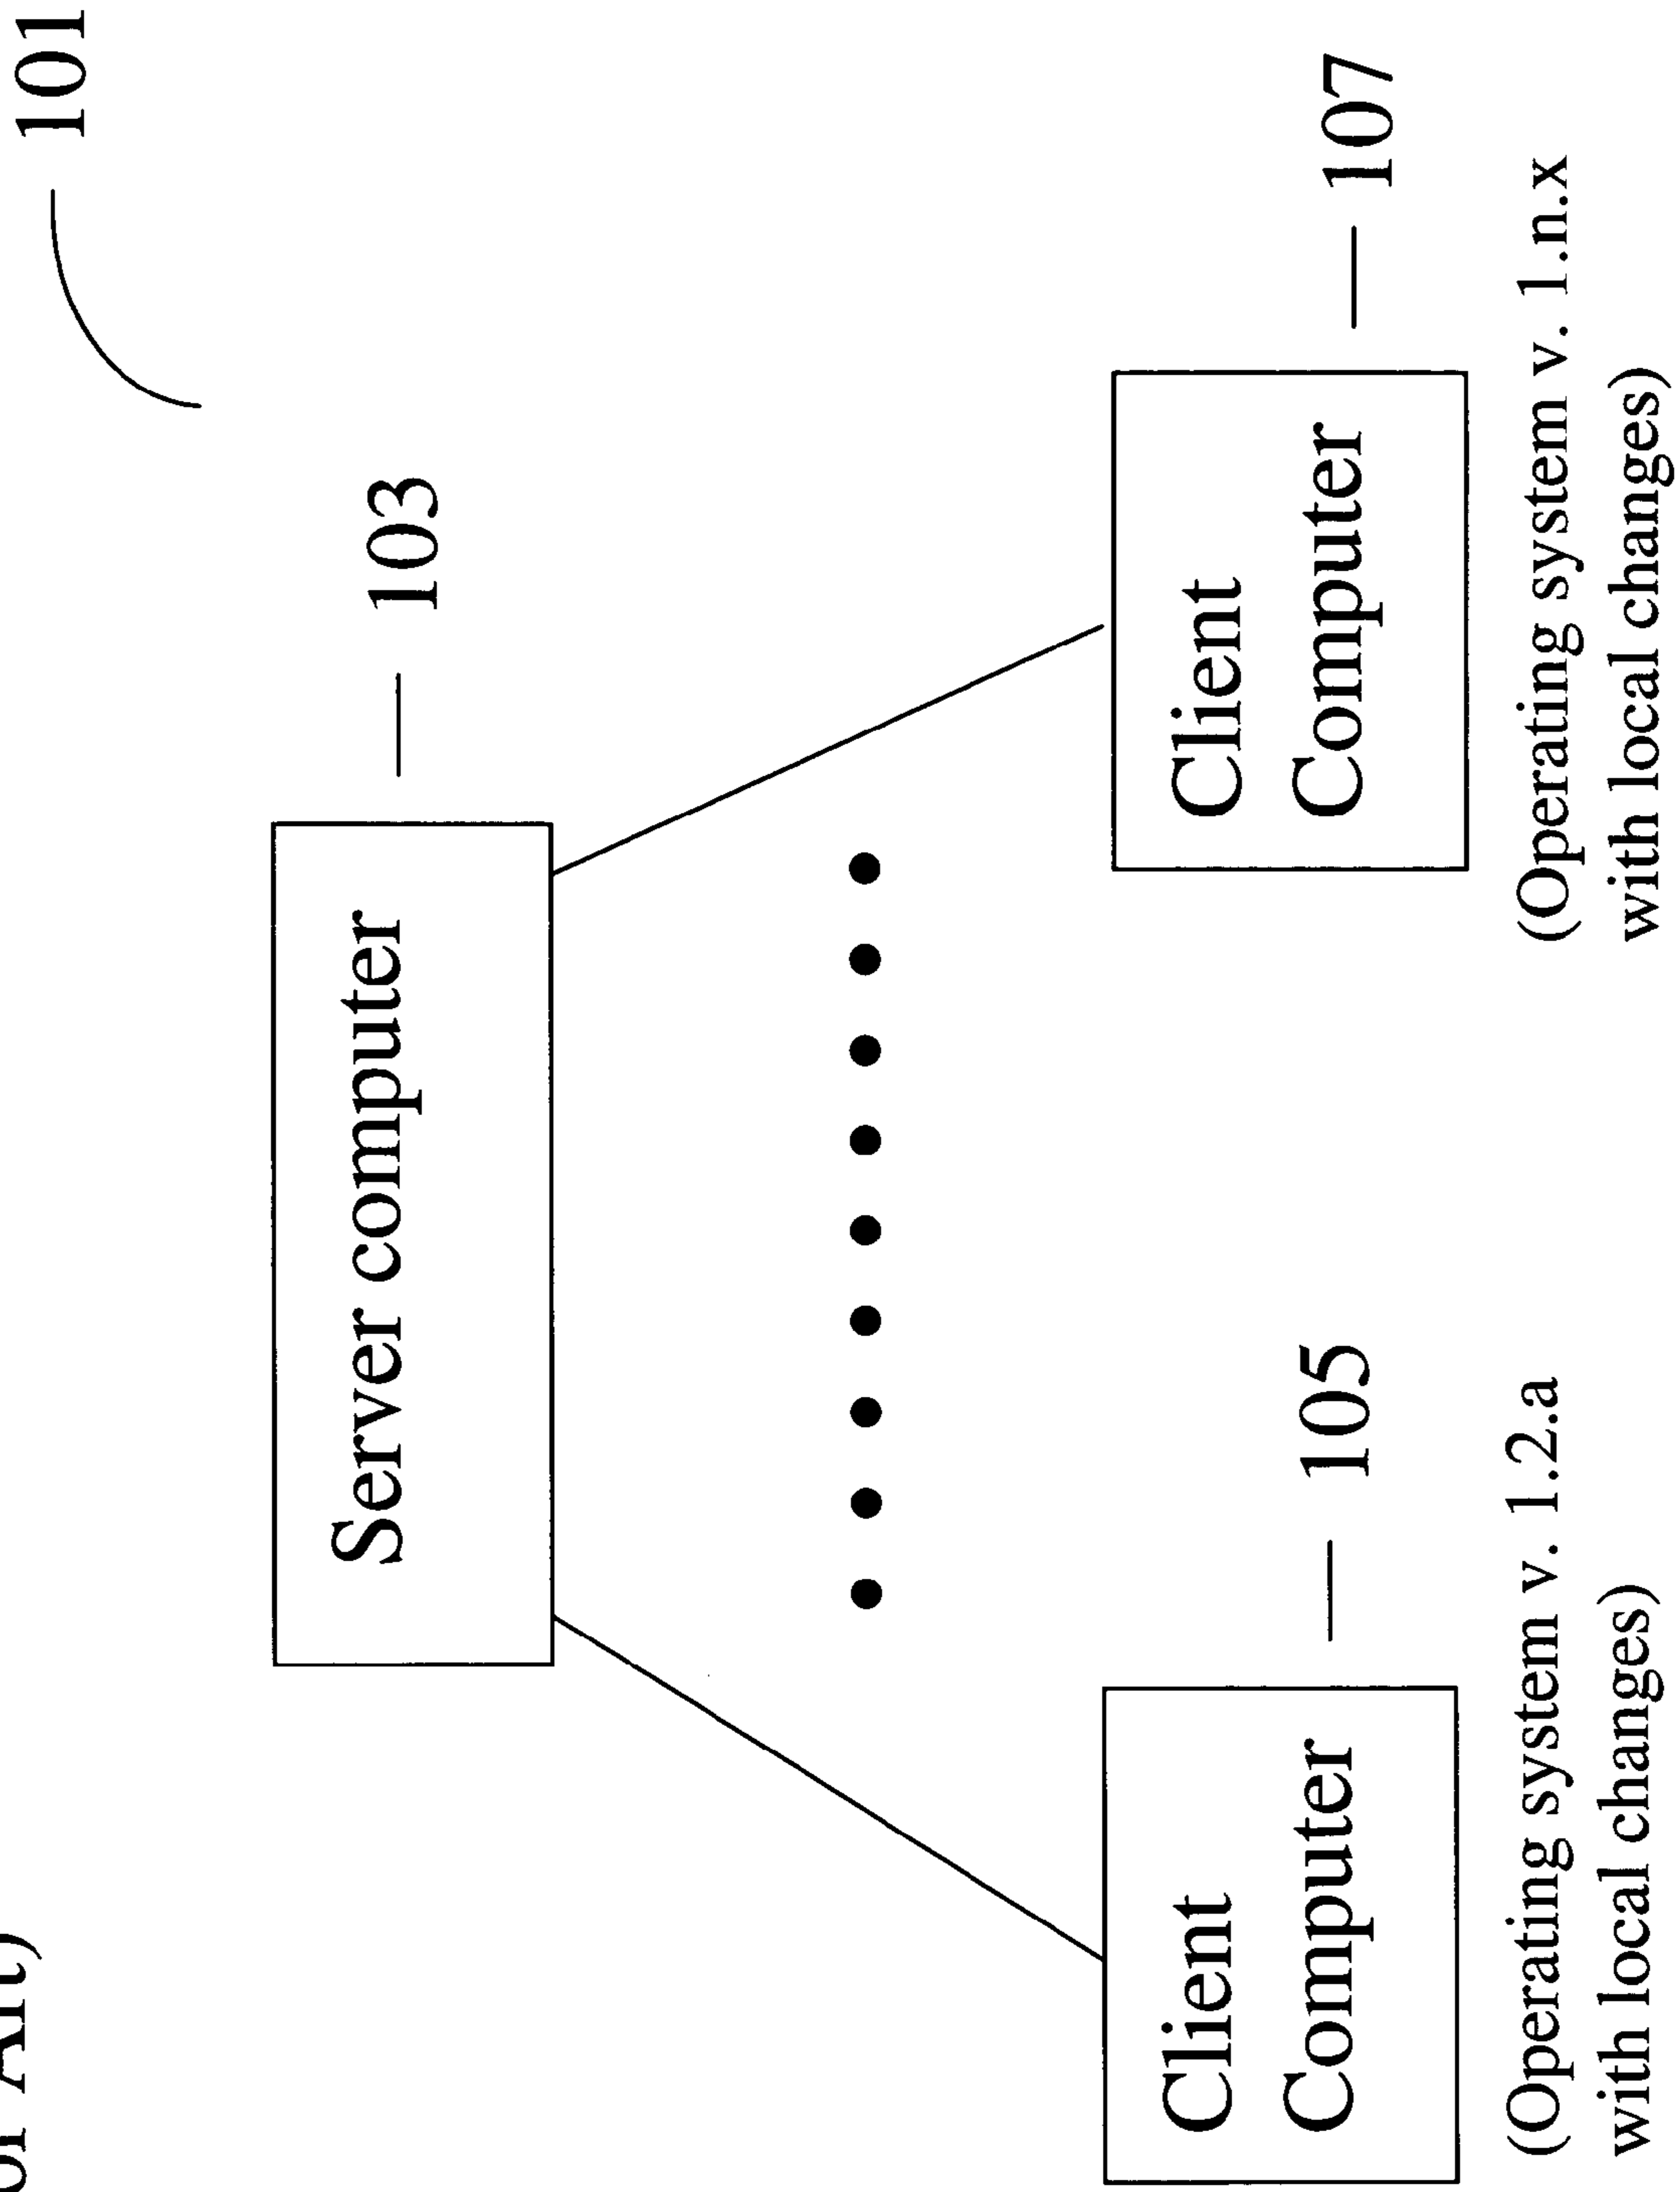 Art)
101
Server computer
103
Client
Computer
105
(Operating system v. 1.2.a
with local changes)
Client
Computer
107
(Operating system v. 1.n.x
with local changes)